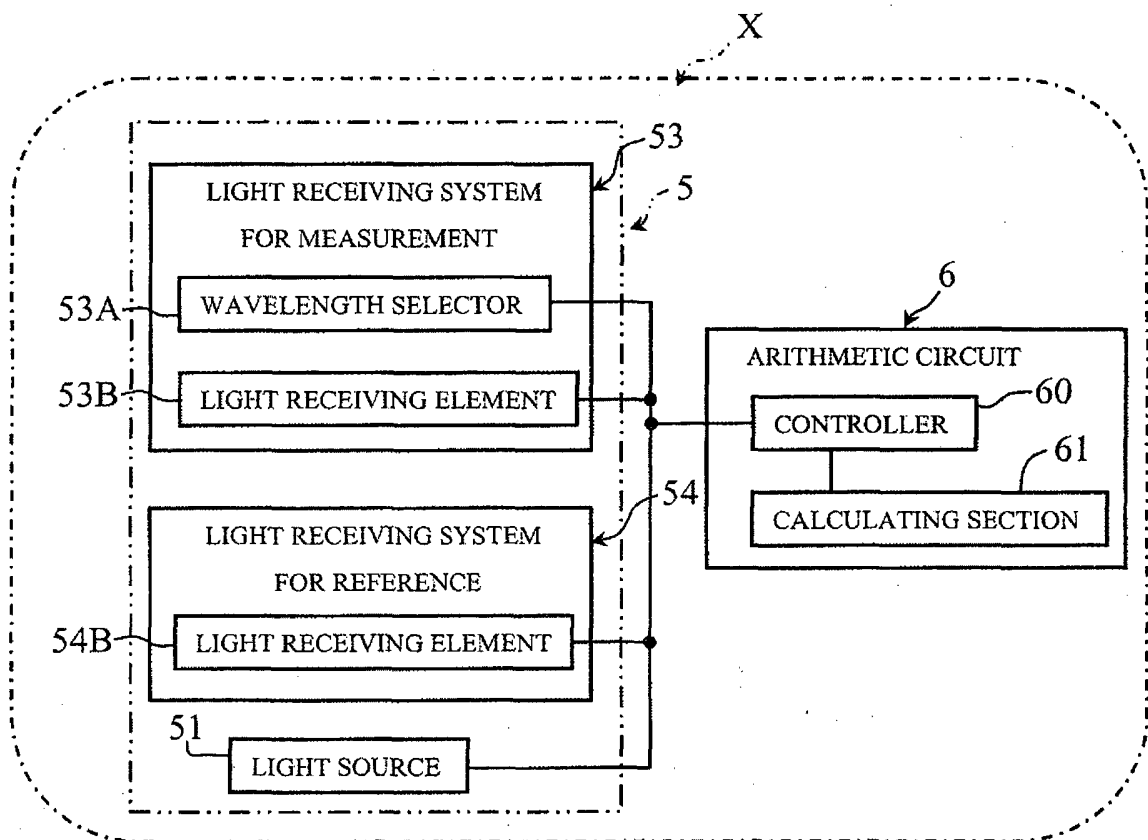 X
53
LIGHT RECEIVING SYSTEM
FOR MEASUREMENT
5
53A
WAVELENGTH SELECTOR
6
ARITHMETIC CIRCUIT
53B
LIGHT RECEIVING ELEMENT
60
CONTROLLER
61
CALCULATING SECTION
54
LIGHT RECEIVING SYSTEM
FOR REFERENCE
54B
LIGHT RECEIVING ELEMENT
51
LIGHT SOURCE